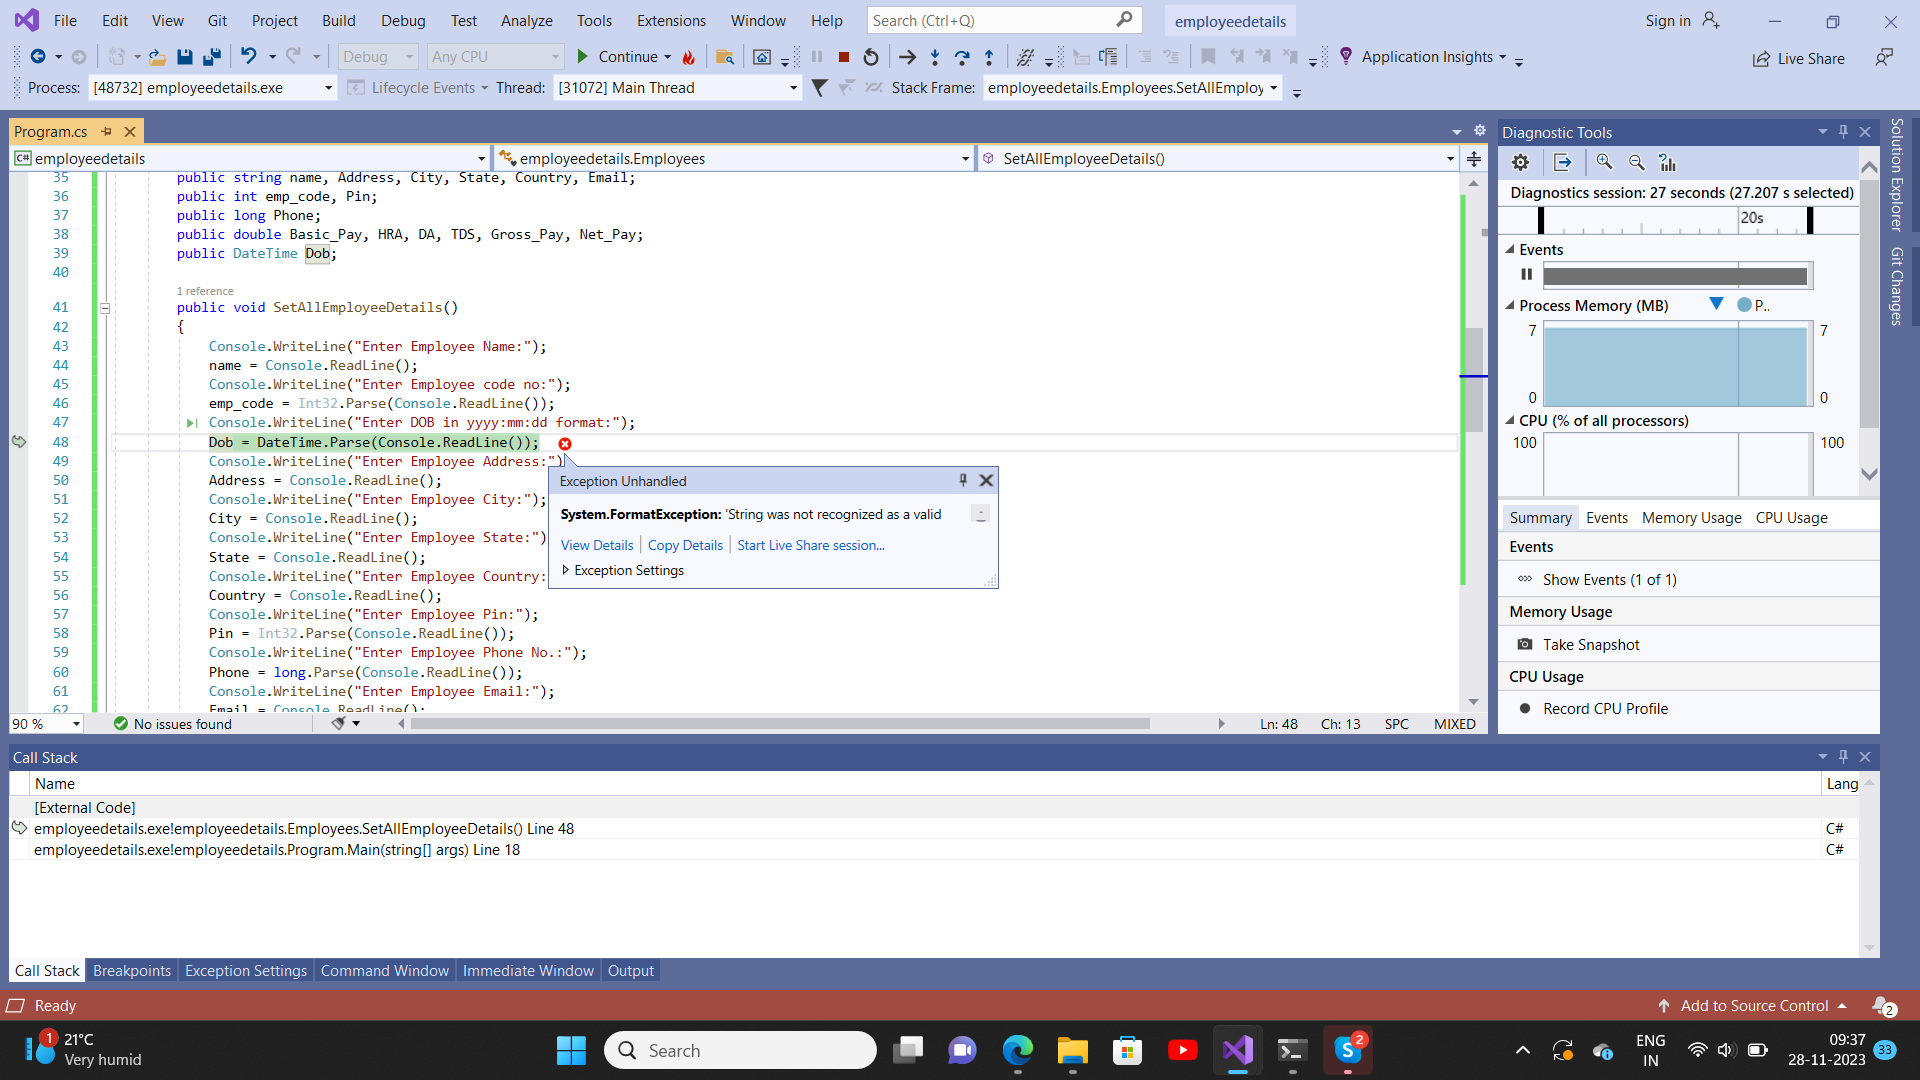 File Edit View Git Project Build Debug Test Analyze Tools Extensions Window Help Search (Ctrl+Q) employeedetails Sign in
Debug Any CPU Continue Application Insights Live Share
Process: [48732] employeedetails.exe Lifecycle Events Thread: [31072] Main Thread Stack Frame: employeedetails.Employees.SetAllEmploy
Program.cs
C# employeedetails employeedetails.Employees SetAllEmployeeDetails()
35 public string name, Address, City, State, Country, Email;
36 public int emp_code, Pin;
37 public long Phone;
38 public double Basic_Pay, HRA, DA, TDS, Gross_Pay, Net_Pay;
39 public DateTime Dob;
40
1 reference
41 public void SetAllEmployeeDetails()
42 {
43 Console.WriteLine("Enter Employee Name:");
44 name = Console.ReadLine();
45 Console.WriteLine("Enter Employee code no:");
46 emp_code = Int32.Parse(Console.ReadLine());
47 Console.WriteLine("Enter DOB in yyyy:mm:dd format:");
48 Dob = DateTime.Parse(Console.ReadLine());
49 Console.WriteLine("Enter Employee Address:")
50 Address = Console.ReadLine();
51 Console.WriteLine("Enter Employee City:");
52 City = Console.ReadLine();
53 Console.WriteLine("Enter Employee State:")
54 State = Console.ReadLine();
55 Console.WriteLine("Enter Employee Country:
56 Country = Console.ReadLine();
57 Console.WriteLine("Enter Employee Pin:");
58 Pin = Int32.Parse(Console.ReadLine());
59 Console.WriteLine("Enter Employee Phone No.:");
60 Phone = long.Parse(Console.ReadLine());
61 Console.WriteLine("Enter Employee Email:");
62 Email = Console.ReadLine();
Exception Unhandled
System.FormatException: 'String was not recognized as a valid
View Details Copy Details Start Live Share session...
Exception Settings
90 % No issues found Ln: 48 Ch: 13 SPC MIXED
Diagnostic Tools
Diagnostics session: 27 seconds (27.207 s selected)
20s
Events
Process Memory (MB) P..
7 7
0 0
CPU (% of all processors)
100 100
Summary Events Memory Usage CPU Usage
Events
Show Events (1 of 1)
Memory Usage
Take Snapshot
CPU Usage
Record CPU Profile
Solution Explorer
Git Changes
Call Stack
Name Lang
[External Code]
employeedetails.exe!employeedetails.Employees.SetAllEmployeeDetails() Line 48 C#
employeedetails.exe!employeedetails.Program.Main(string[] args) Line 18 C#
Call Stack Breakpoints Exception Settings Command Window Immediate Window Output
Ready Add to Source Control 2
1 21°C
Very humid
Search
S 2
ENG
IN
09:37
28-11-2023 33